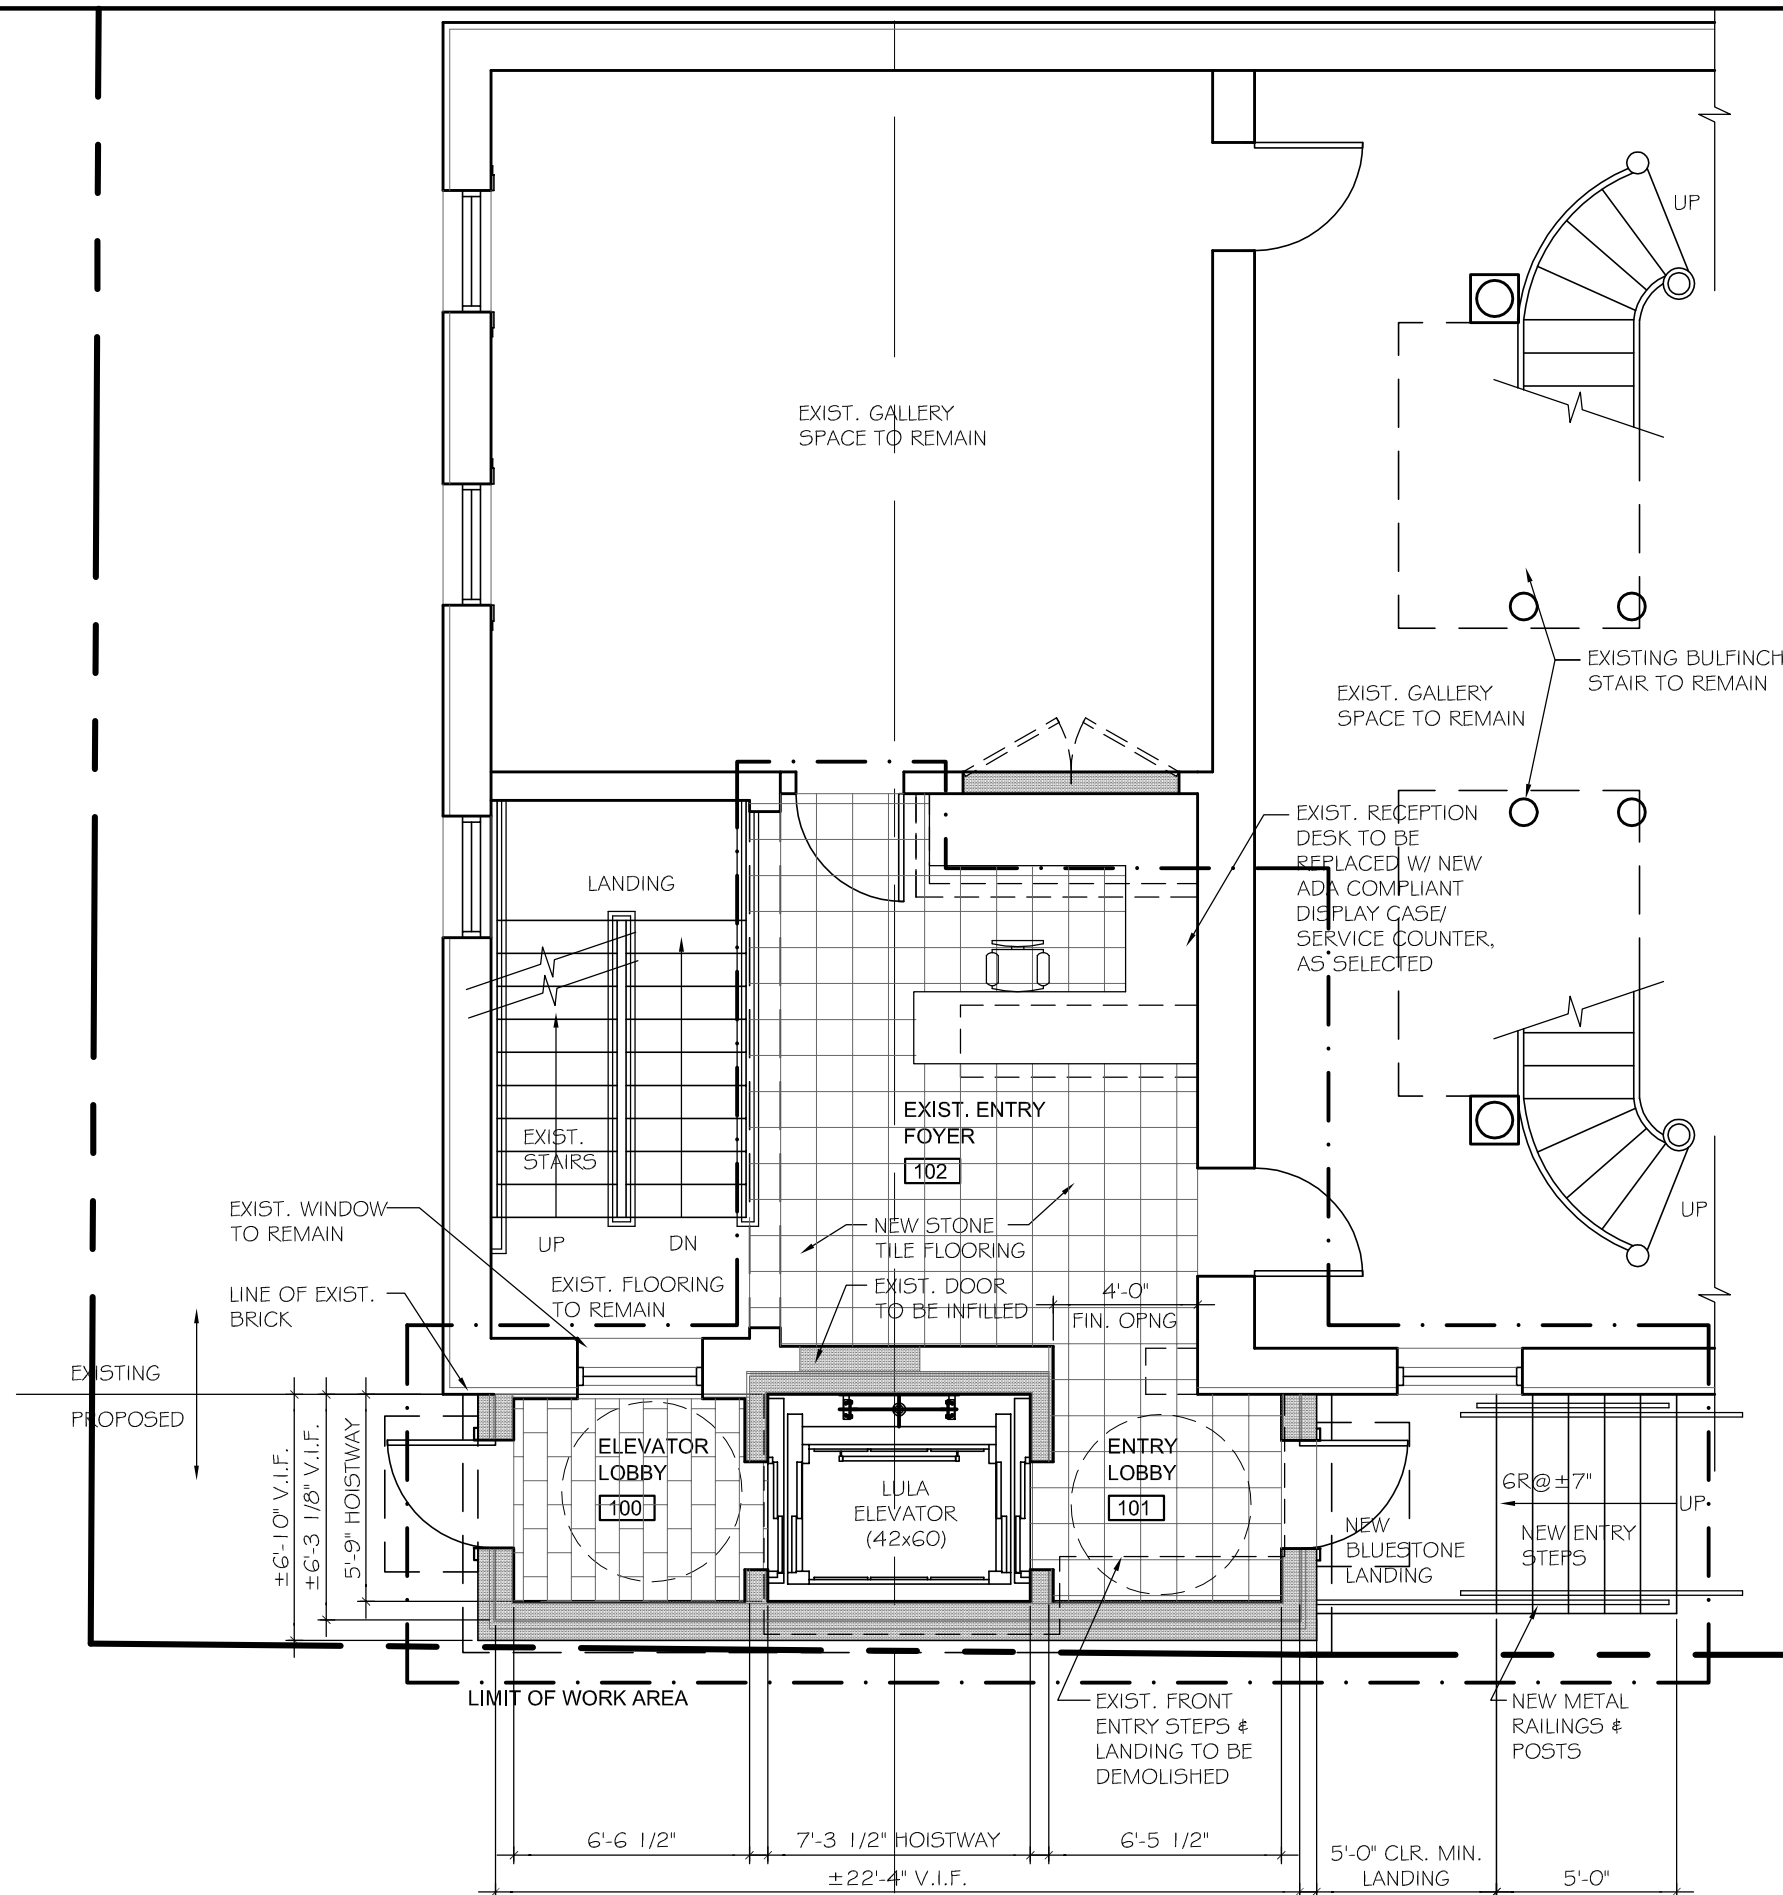 UP
EXIST. GALLERY
SPACE TO REMAIN
EXISTING BULFINCH
STAIR TO REMAIN
EXIST. GALLERY
SPACE TO REMAIN
EXIST. RECEPTION
DESK TO BE
REPLACED W/ NEW
ADA COMPLIANT
DISPLAY CASE/
SERVICE COUNTER,
AS SELECTED
LANDING
EXIST. ENTRY
FOYER
102
EXIST.
STAIRS
EXIST. WINDOW
TO REMAIN
UP
DN
NEW STONE
TILE FLOORING
UP
LINE OF EXIST.
BRICK
EXIST. FLOORING
TO REMAIN
EXIST. DOOR
TO BE INFILLED
4'-0"
FIN. OPNG
EXISTING
PROPOSED
±6'-10" V.I.F.
±6'-3 1/8" V.I.F.
5'-9" HOISTWAY
ELEVATOR
LOBBY
100
LULA
ELEVATOR
(42x60)
ENTRY
LOBBY
101
6R@±7"
UP
NEW
BLUESTONE
LANDING
NEW ENTRY
STEPS
LIMIT OF WORK AREA
EXIST. FRONT
ENTRY STEPS &
LANDING TO BE
DEMOLISHED
NEW METAL
RAILINGS &
POSTS
6'-6 1/2"
7'-3 1/2" HOISTWAY
6'-5 1/2"
5'-0" CLR. MIN.
LANDING
5'-0"
±22'-4" V.I.F.